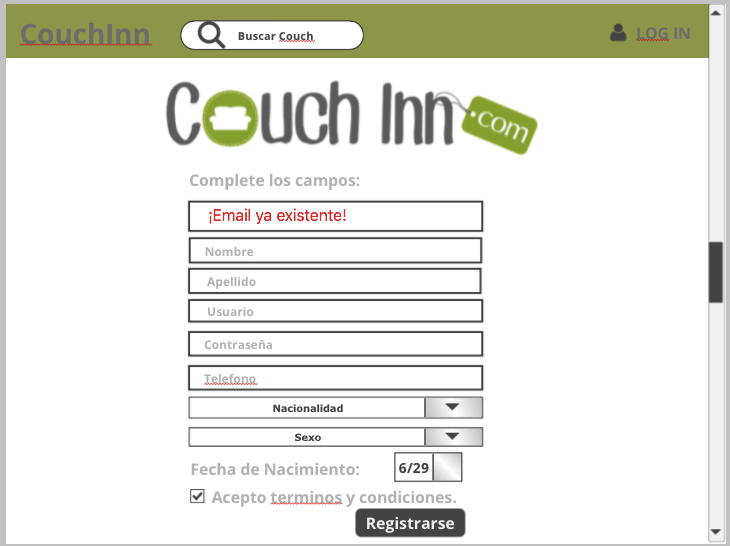 CouchInn
Buscar Couch
LOG IN
Couch Inn .com
Complete los campos:
¡Email ya existente!
Nombre
Apellido
Usuario
Contraseña
Telefono
Nacionalidad
Sexo
Fecha de Nacimiento: 6/29
Acepto terminos y condiciones.
Registrarse